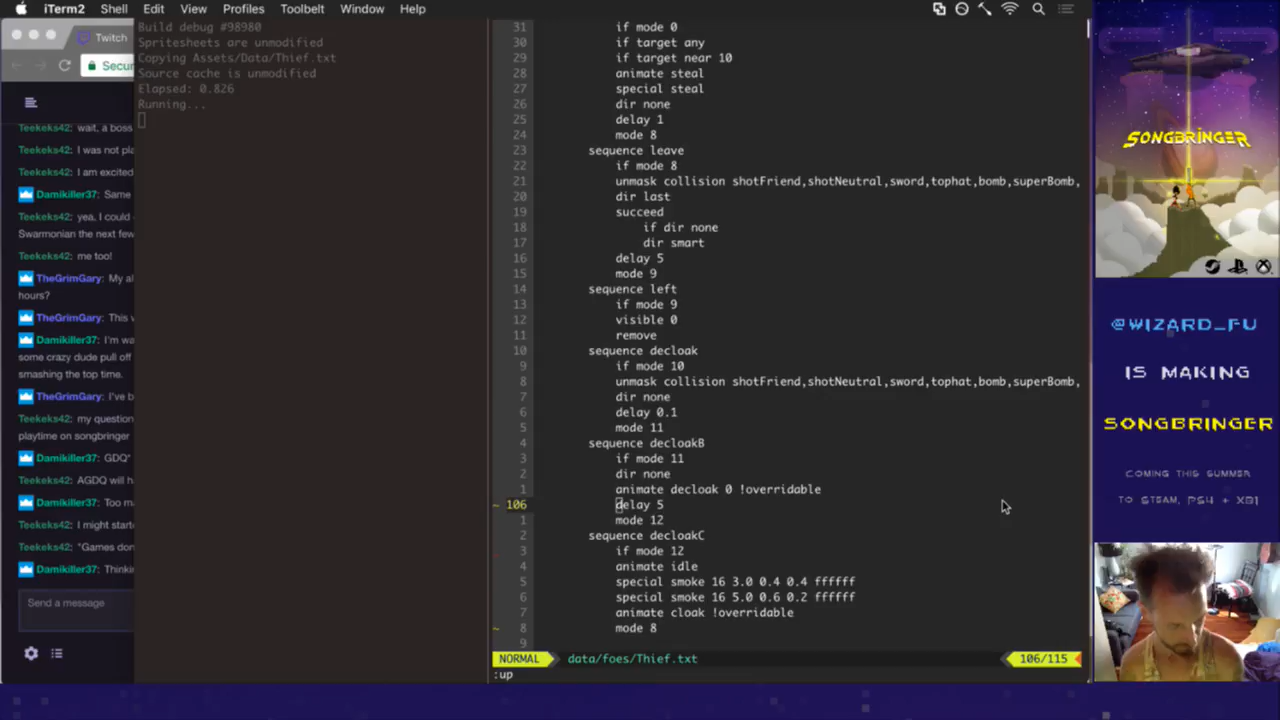 iTerm2 Shell Edit View Profiles Toolbelt Window Help
Twitch
Secur
Teekeks42: wait, a boss
Teekeks42: I was not pla
Teekeks42: I am excited
Damikiller37: Same
Teekeks42: yea, I could
Swarmonian the next few
Teekeks42: me too!
TheGrimGary: My al
hours?
TheGrimGary: This v
Damikiller37: I'm wa
some crazy dude pull off
smashing the top time.
TheGrimGary: I've b
Teekeks42: my question
playtime on songbringer
Damikiller37: GDQ*
Teekeks42: AGDQ will h
Damikiller37: Too ma
Teekeks42: I might starte
Teekeks42: "Games don
Damikiller37: Thinki
Send a message
Build debug #98980
Spritesheets are unmodified
Copying Assets/Data/Thief.txt
Source cache is unmodified
Elapsed: 0.826
Running...
31 if mode 0
30 if target any
29 if target near 10
28 animate steal
27 special steal
26 dir none
25 delay 1
24 mode 8
23 sequence leave
22 if mode 8
21 unmask collision shotFriend,shotNeutral,sword,tophat,bomb,superBomb,
20 dir last
19 succeed
18 if dir none
17 dir smart
16 delay 5
15 mode 9
14 sequence left
13 if mode 9
12 visible 0
11 remove
10 sequence decloak
9 if mode 10
8 unmask collision shotFriend,shotNeutral,sword,tophat,bomb,superBomb,
7 dir none
6 delay 0.1
5 mode 11
4 sequence decloakB
3 if mode 11
2 dir none
1 animate decloak 0 !overridable
~ 106 delay 5
1 mode 12
2 sequence decloakC
3 if mode 12
4 animate idle
5 special smoke 16 3.0 0.4 0.4 ffffff
6 special smoke 16 5.0 0.6 0.2 ffffff
7 animate cloak !overridable
~ 8 mode 8
9
NORMAL data/foes/Thief.txt 106/115
:up
SONGBRINGER
@WIZARD_FU
IS MAKING
SONGBRINGER
COMING THIS SUMMER
TO STEAM, PS4 + XB1